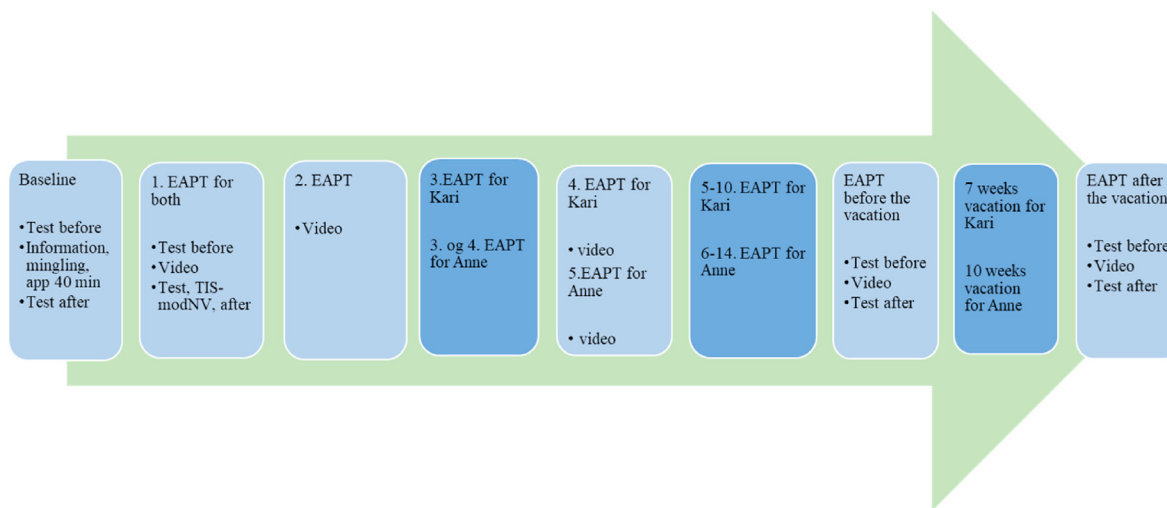 Baseline
•Test before
•Information,
mingling,
app 40 min
•Test after
1. EAPT for
both
•Test before
•Video
•Test, TIS-
modNV, after
2. EAPT
•Video
3.EAPT for
Kari
3. og 4. EAPT
for Anne
4. EAPT for
Kari
• video
5.EAPT for
Anne
• video
5-10. EAPT for
Kari
6-14. EAPT for
Anne
EAPT
before the
vacation
•Test before
•Video
•Test after
7 weeks
vacation for
Kari
10 weeks
vacation
for Anne
EAPT after
the vacation
•Test before
•Video
•Test after